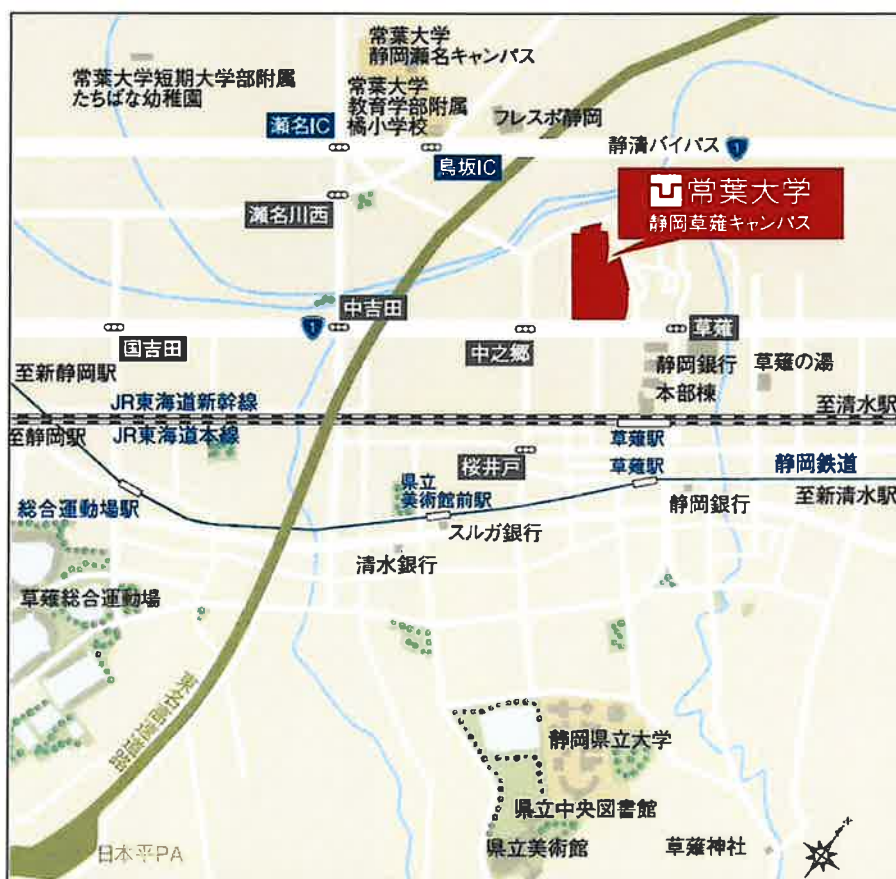 常葉大学
静岡瀬名キャンパス
常葉大学短期大学部附属
たちばな幼稚園
常葉大学
教育学部附属
橘小学校
瀬名IC
フレスポ静岡
鳥坂IC
静清バイパス
1
常葉大学
静岡草薙キャンパス
瀬名川西
1
中吉田
国吉田
中之郷
草薙
静岡銀行
本部棟
草薙の湯
至新静岡駅
JR東海道新幹線
至静岡駅
JR東海道本線
至清水駅
草薙駅
桜井戸
草薙駅
静岡鉄道
総合運動場駅
県立
美術館前駅
静岡銀行
至新清水駅
スルガ銀行
清水銀行
草薙総合運動場
東名高速道路
静岡県立大学
県立中央図書館
県立美術館
草薙神社
日本平PA